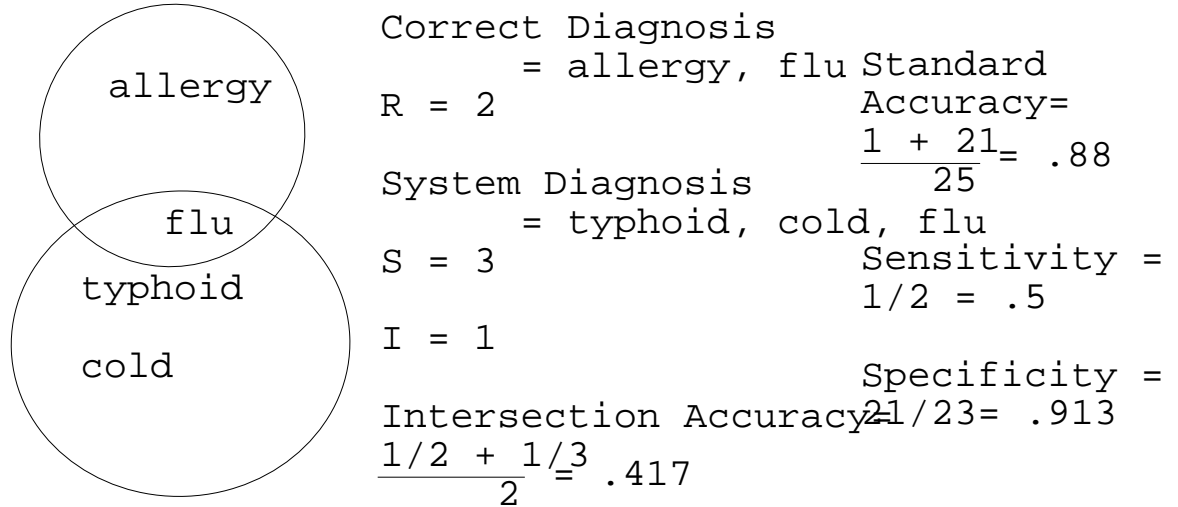 allergy
flu
typhoid
cold
Correct Diagnosis
= allergy, flu
R = 2
System Diagnosis
= typhoid, cold, flu
S = 3
I = 1
Intersection Accuracy=
1/2 + 1/3
2
= .417
Standard
Accuracy=
1 + 21
25
= .88
Sensitivity =
1/2 = .5
Specificity =
21/23= .913